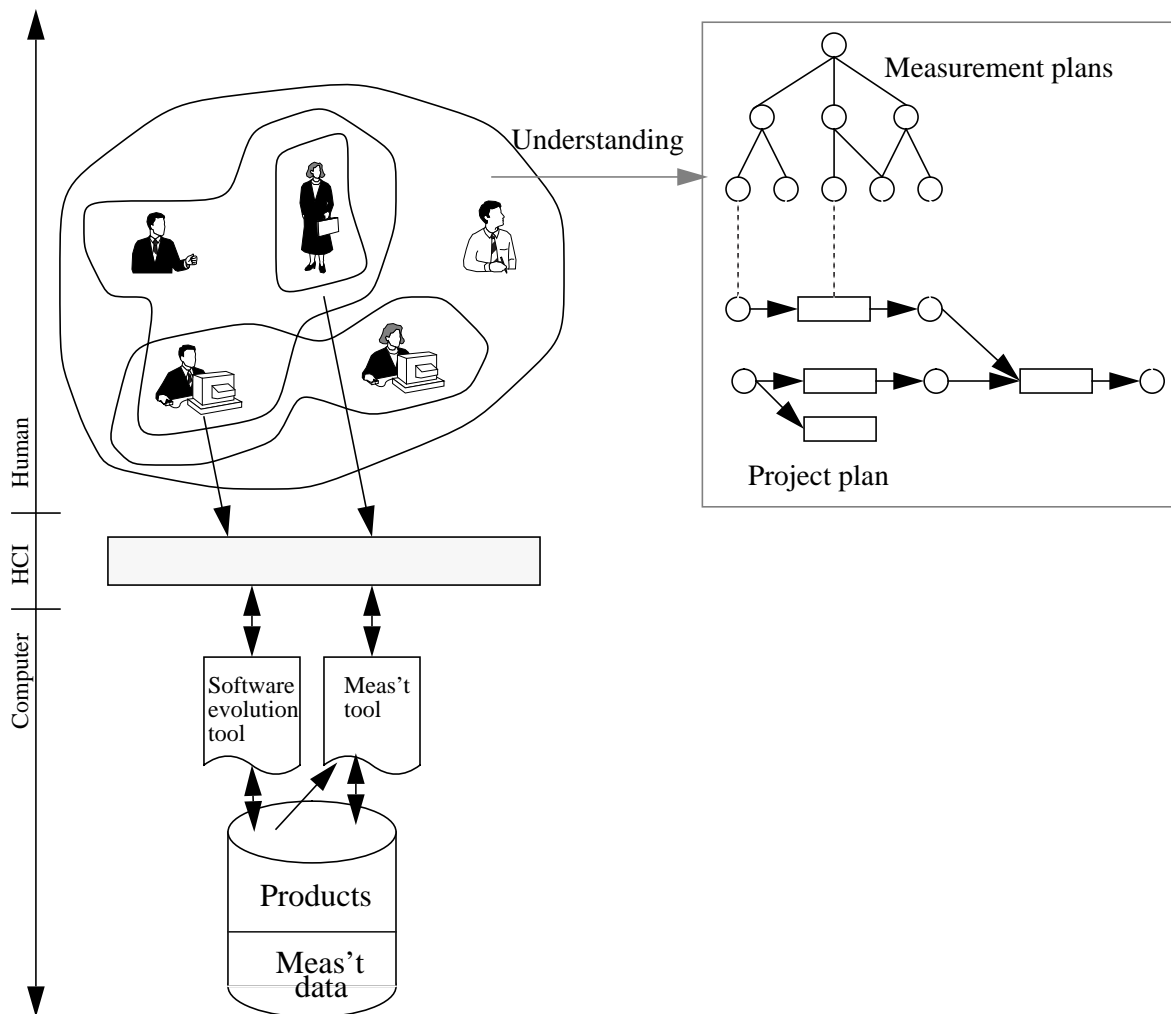 Measurement plans
Understanding
Project plan
Human
HCI
Computer
Software
evolution
tool
Meas't
tool
Products
Meas't
data